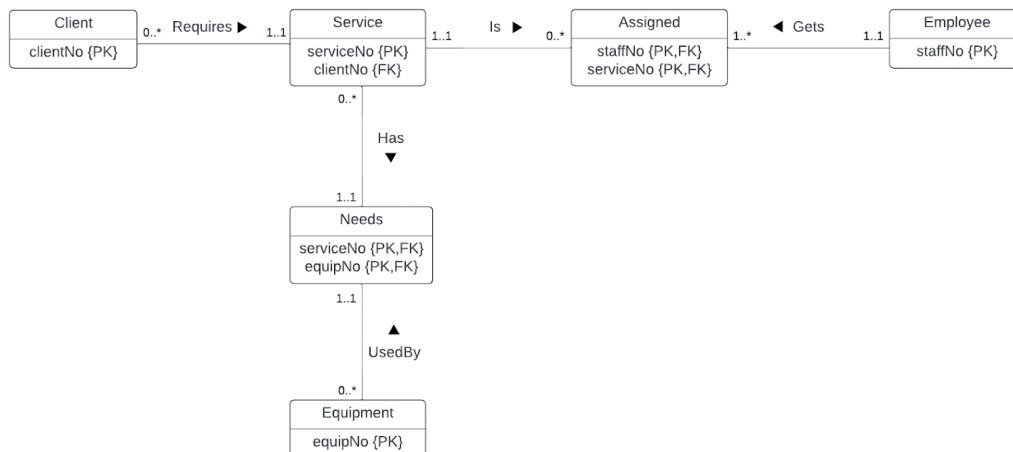 Client
clientNo {PK}
0..*
Requires
1..1
Service
serviceNo {PK}
clientNo {FK}
1..1
Is
0..*
Assigned
staffNo {PK,FK}
serviceNo {PK,FK}
1..*
Gets
1..1
Employee
staffNo {PK}
0..*
Has
1..1
Needs
serviceNo {PK,FK}
equipNo {PK,FK}
1..1
UsedBy
0..*
Equipment
equipNo {PK}